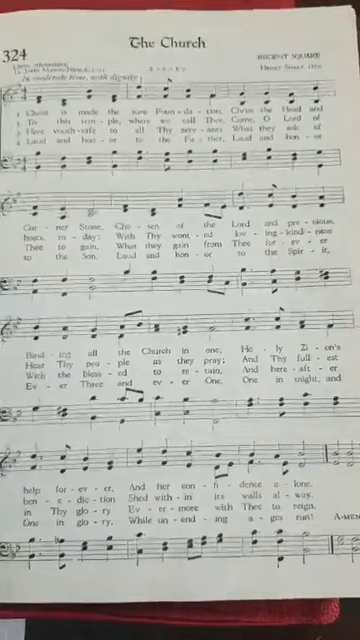 324
The Church
REGENT SQUARE
HENRY SMART, 1867
Tr. JOHN MASON NEALE, 1851
In moderate time, with dignity
1 Christ is made the sure Foun - da - tion, Christ the Head and
2 To this tem - ple, where we call Thee, Come, O Lord of
3 Here vouch - safe to all Thy serv - ants What they ask of
4 Laud and hon - or to the Fa - ther, Laud and hon - or
Cor - ner Stone, Cho - sen of the Lord and pre - cious,
hosts, to - day: With Thy wont - ed lov - ing - kind - ness
Thee to gain, What they gain from Thee for - ev - er
to the Son, Laud and hon - or to the Spir - it,
Bind - ing all the Church in one; Ho - ly Zi - on's
Hear Thy peo - ple as they pray; And Thy full - est
With the bless - ed to re - tain, And here - aft - er
Ev - er Three and ev - er One, One in might, and
help for - ev - er, And her con - fi - dence a - lone.
ben - e - dic - tion Shed with - in its walls al - way.
in Thy glo - ry, Ev - er - more with Thee to reign.
One in glo - ry, While un - end - ing a - ges run! A-MEN